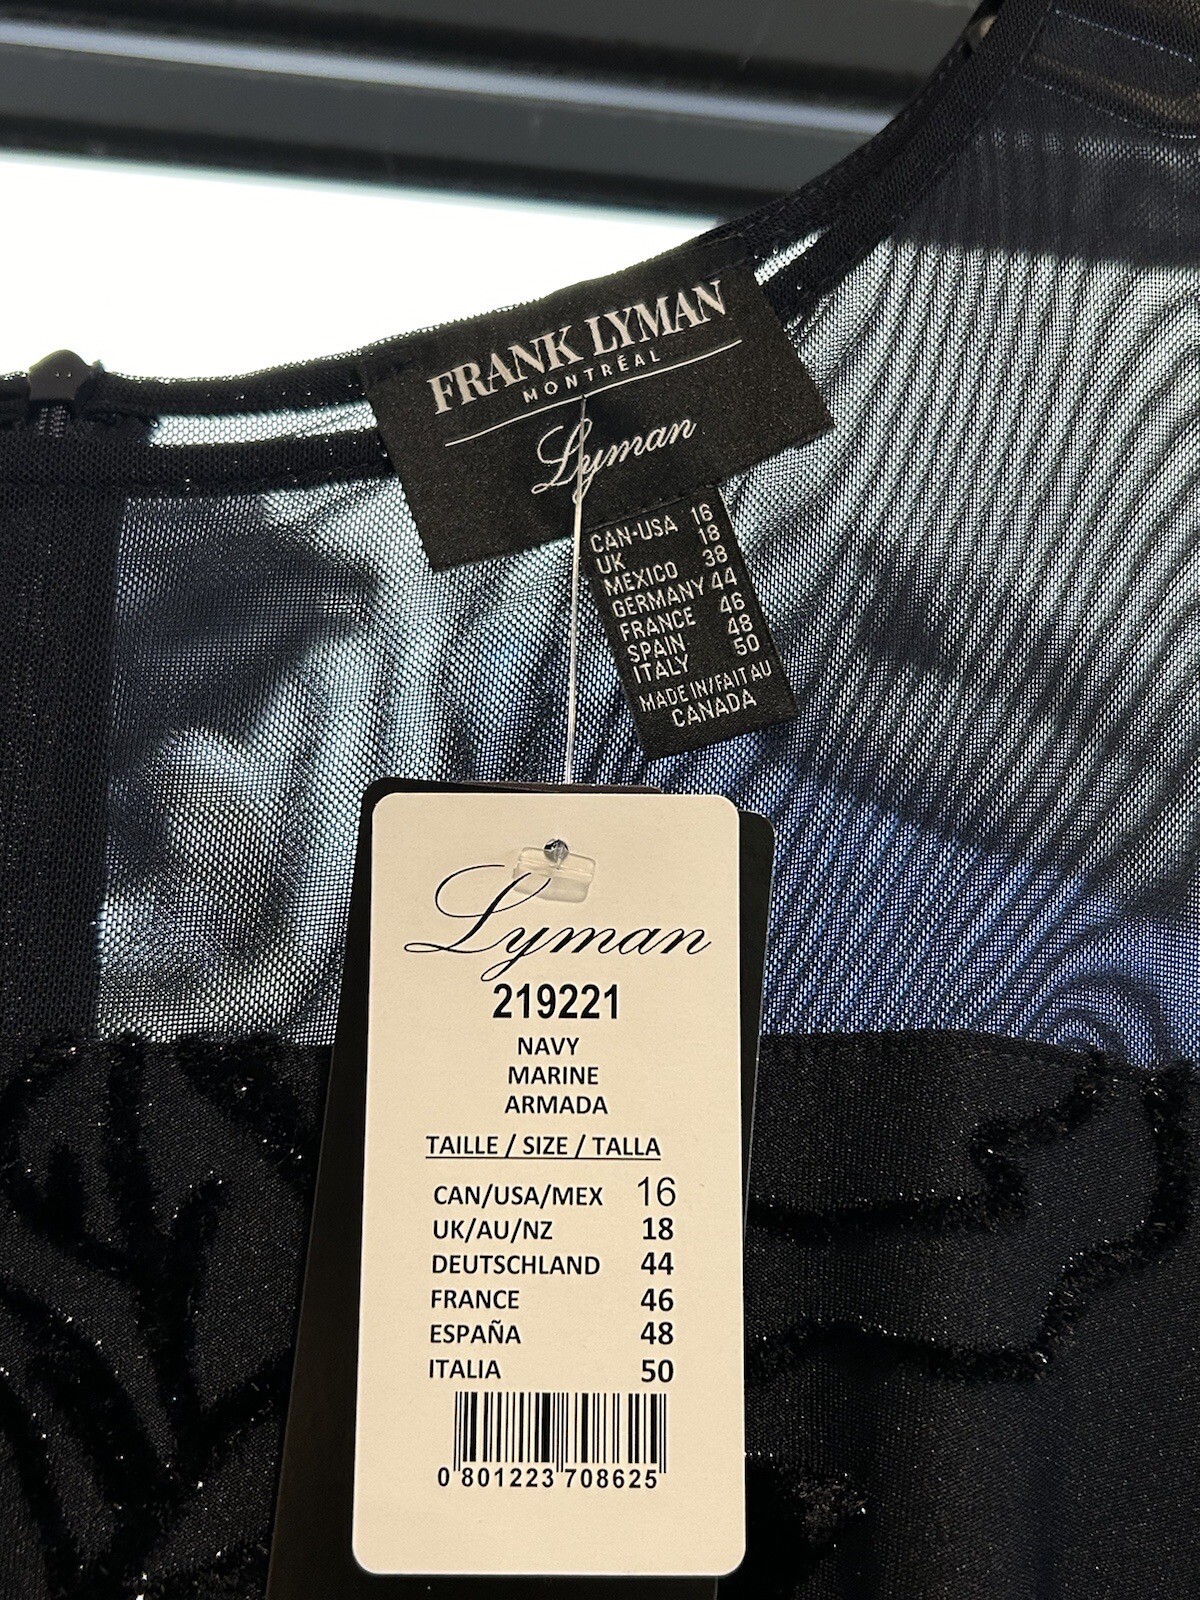 FRANK LYMAN
MONTRÉAL
Lyman
CAN-USA 16
UK 18
MEXICO 38
GERMANY 44
FRANCE 46
SPAIN 48
ITALY 50
MADE IN/FAIT AU
CANADA
Lyman
219221
NAVY
MARINE
ARMADA
TAILLE / SIZE / TALLA
CAN/USA/MEX 16
UK/AU/NZ 18
DEUTSCHLAND 44
FRANCE 46
ESPAÑA 48
ITALIA 50
0 801223 708625